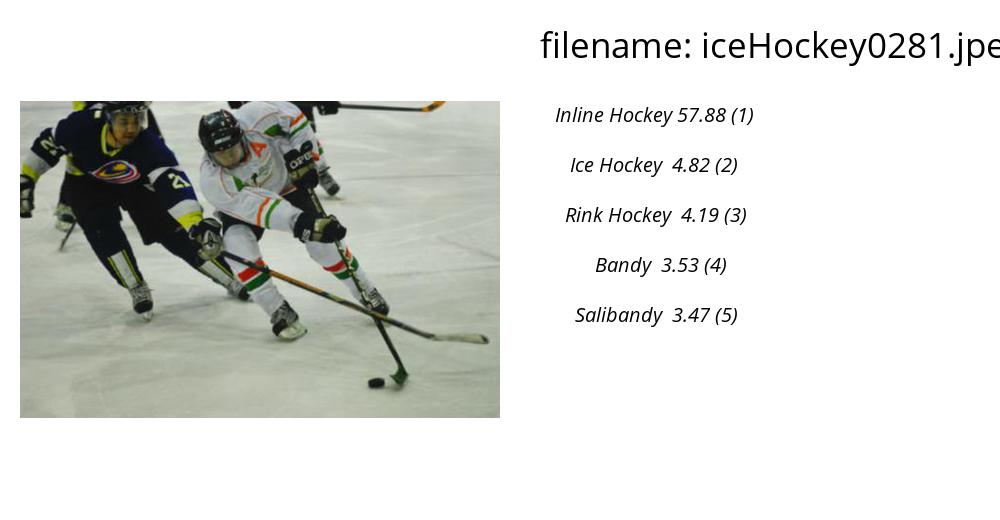 filename: iceHockey0281.jpe
Inline Hockey 57.88 (1)
Ice Hockey 4.82 (2)
Rink Hockey 4.19 (3)
Bandy 3.53 (4)
Salibandy 3.47 (5)
21
A